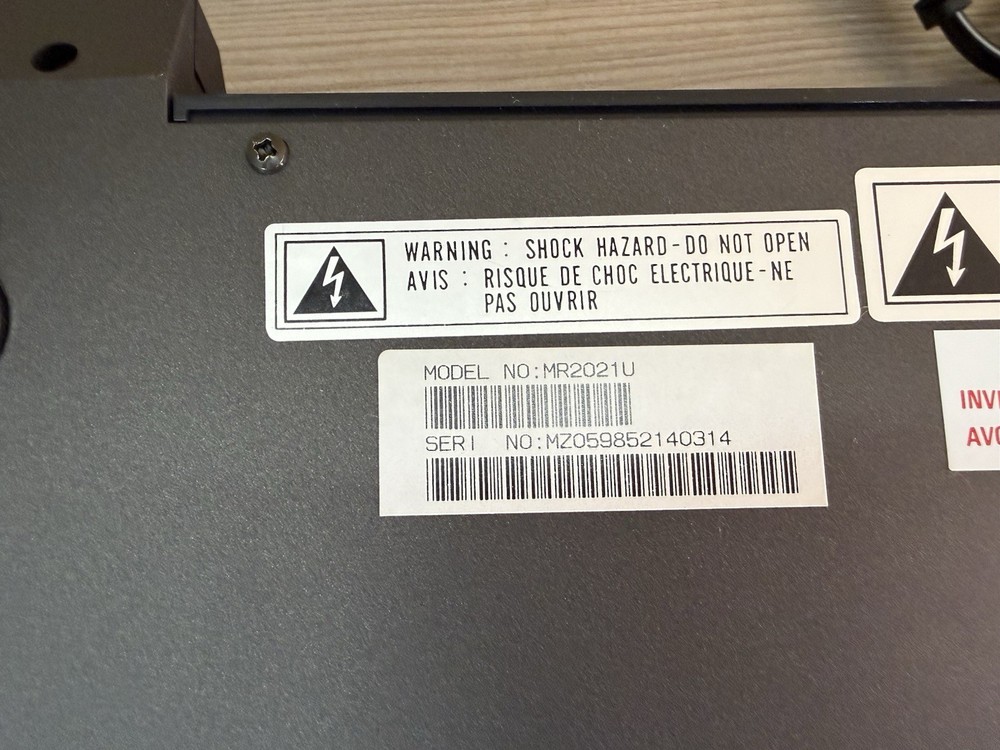 WARNING : SHOCK HAZARD-DO NOT OPEN
AVIS : RISQUE DE CHOC ELECTRIQUE-NE
PAS OUVRIR
MODEL NO:MR2021U
SERI NO:MZ059852140314